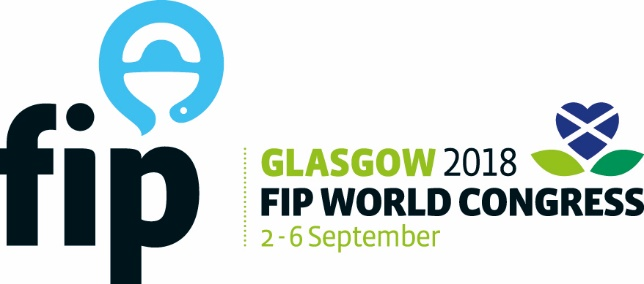 fip
GLASGOW 2018
FIP WORLD CONGRESS
2 - 6 September